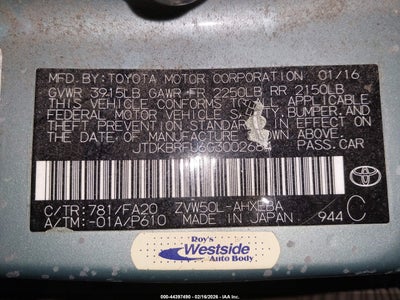 MFD. BY: TOYOTA MOTOR CORPORATION 01/16
GVWR 3915LB GAWR FR 2250LB RR 2150LB
THIS VEHICLE CONFORMS TO ALL APPLICABLE
FEDERAL MOTOR VEHICLE SAFETY, BUMPER,
AND THEFT PREVENTION STANDARDS IN EFFECT ON
THE DATE OF MANUFACTURE SHOWN ABOVE.
PASS.CAR
C/TR: 781/FA20 ZVW50L-AHXEBA
A/TM: -01A/P610 MADE IN JAPAN 944 C
TOYOTA
Roy's
Westside
Auto Body
000-44397490 - 02/16/2026 - IAA Inc.